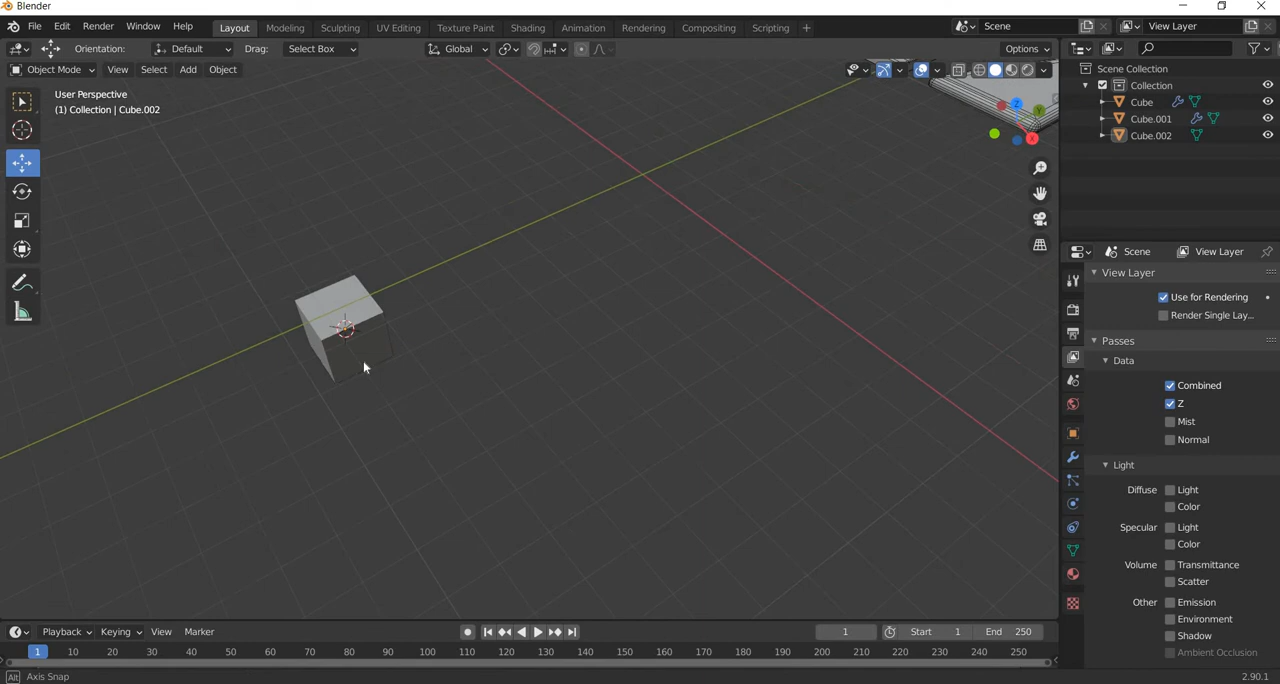 Blender
File Edit Render Window Help Layout Modeling Sculpting UV Editing Texture Paint Shading Animation Rendering Compositing Scripting + Scene View Layer
Orientation: Default Drag: Select Box Global Options
Object Mode View Select Add Object
User Perspective
(1) Collection | Cube.002
Z
Y
X
Scene Collection
Collection
Cube
Cube.001
Cube.002
Scene View Layer
View Layer
Use for Rendering
Render Single Lay...
Passes
Data
Combined
Z
Mist
Normal
Light
Diffuse Light
Color
Specular Light
Color
Volume Transmittance
Scatter
Other Emission
Environment
Shadow
Ambient Occlusion
Playback Keying View Marker 1 Start 1 End 250
1 10 20 30 40 50 60 70 80 90 100 110 120 130 140 150 160 170 180 190 200 210 220 230 240 250
Alt Axis Snap 2.90.1